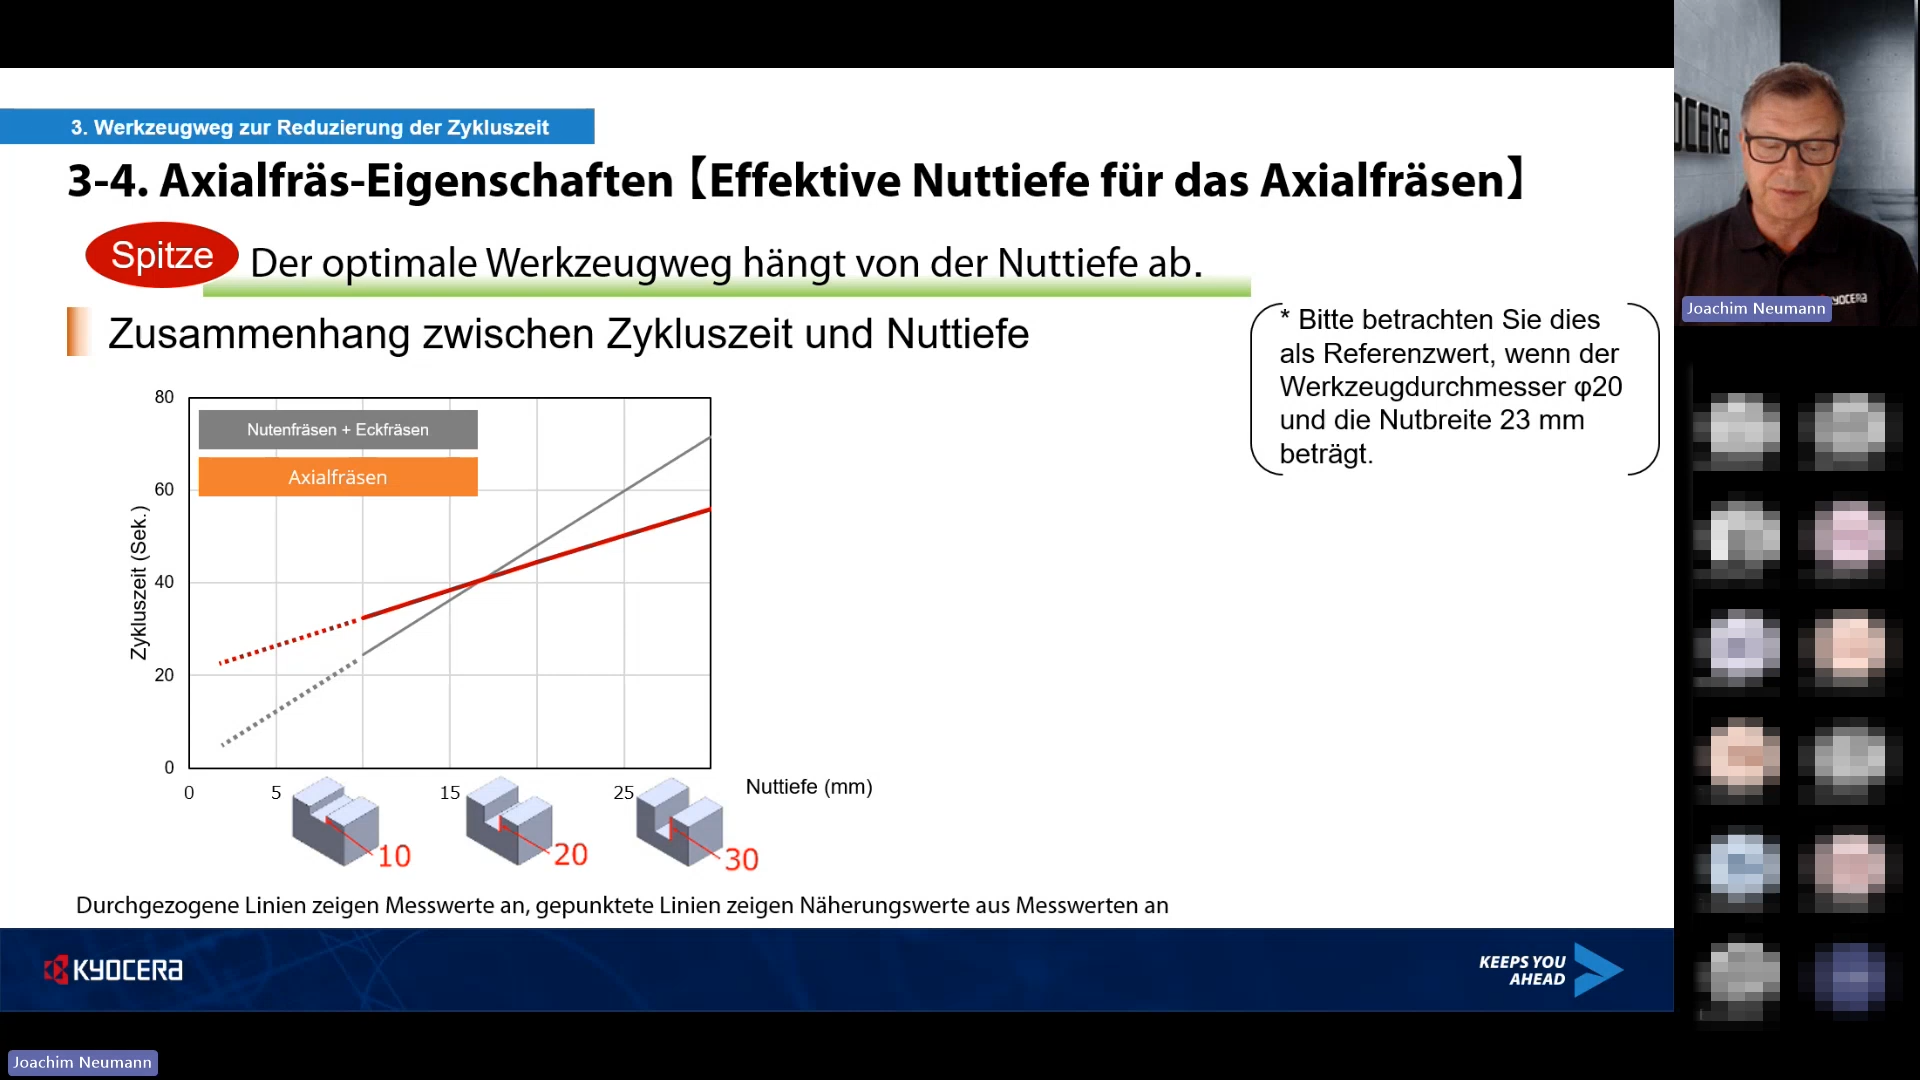 3. Werkzeugweg zur Reduzierung der Zykluszeit
3-4. Axialfräs-Eigenschaften【Effektive Nuttiefe für das Axialfräsen】
Spitze
Der optimale Werkzeugweg hängt von der Nuttiefe ab.
Zusammenhang zwischen Zykluszeit und Nuttiefe
* Bitte betrachten Sie dies
als Referenzwert, wenn der
Werkzeugdurchmesser φ20
und die Nutbreite 23 mm
beträgt.
80
60
40
20
0
Zykluszeit (Sek.)
Nutenfräsen + Eckfräsen
Axialfräsen
0 5 15 25
Nuttiefe (mm)
10 20 30
Durchgezogene Linien zeigen Messwerte an, gepunktete Linien zeigen Näherungswerte aus Messwerten an
KYOCERA
KEEPS YOU
AHEAD
OCERA
KYOCERA
Joachim Neumann
Joachim Neumann